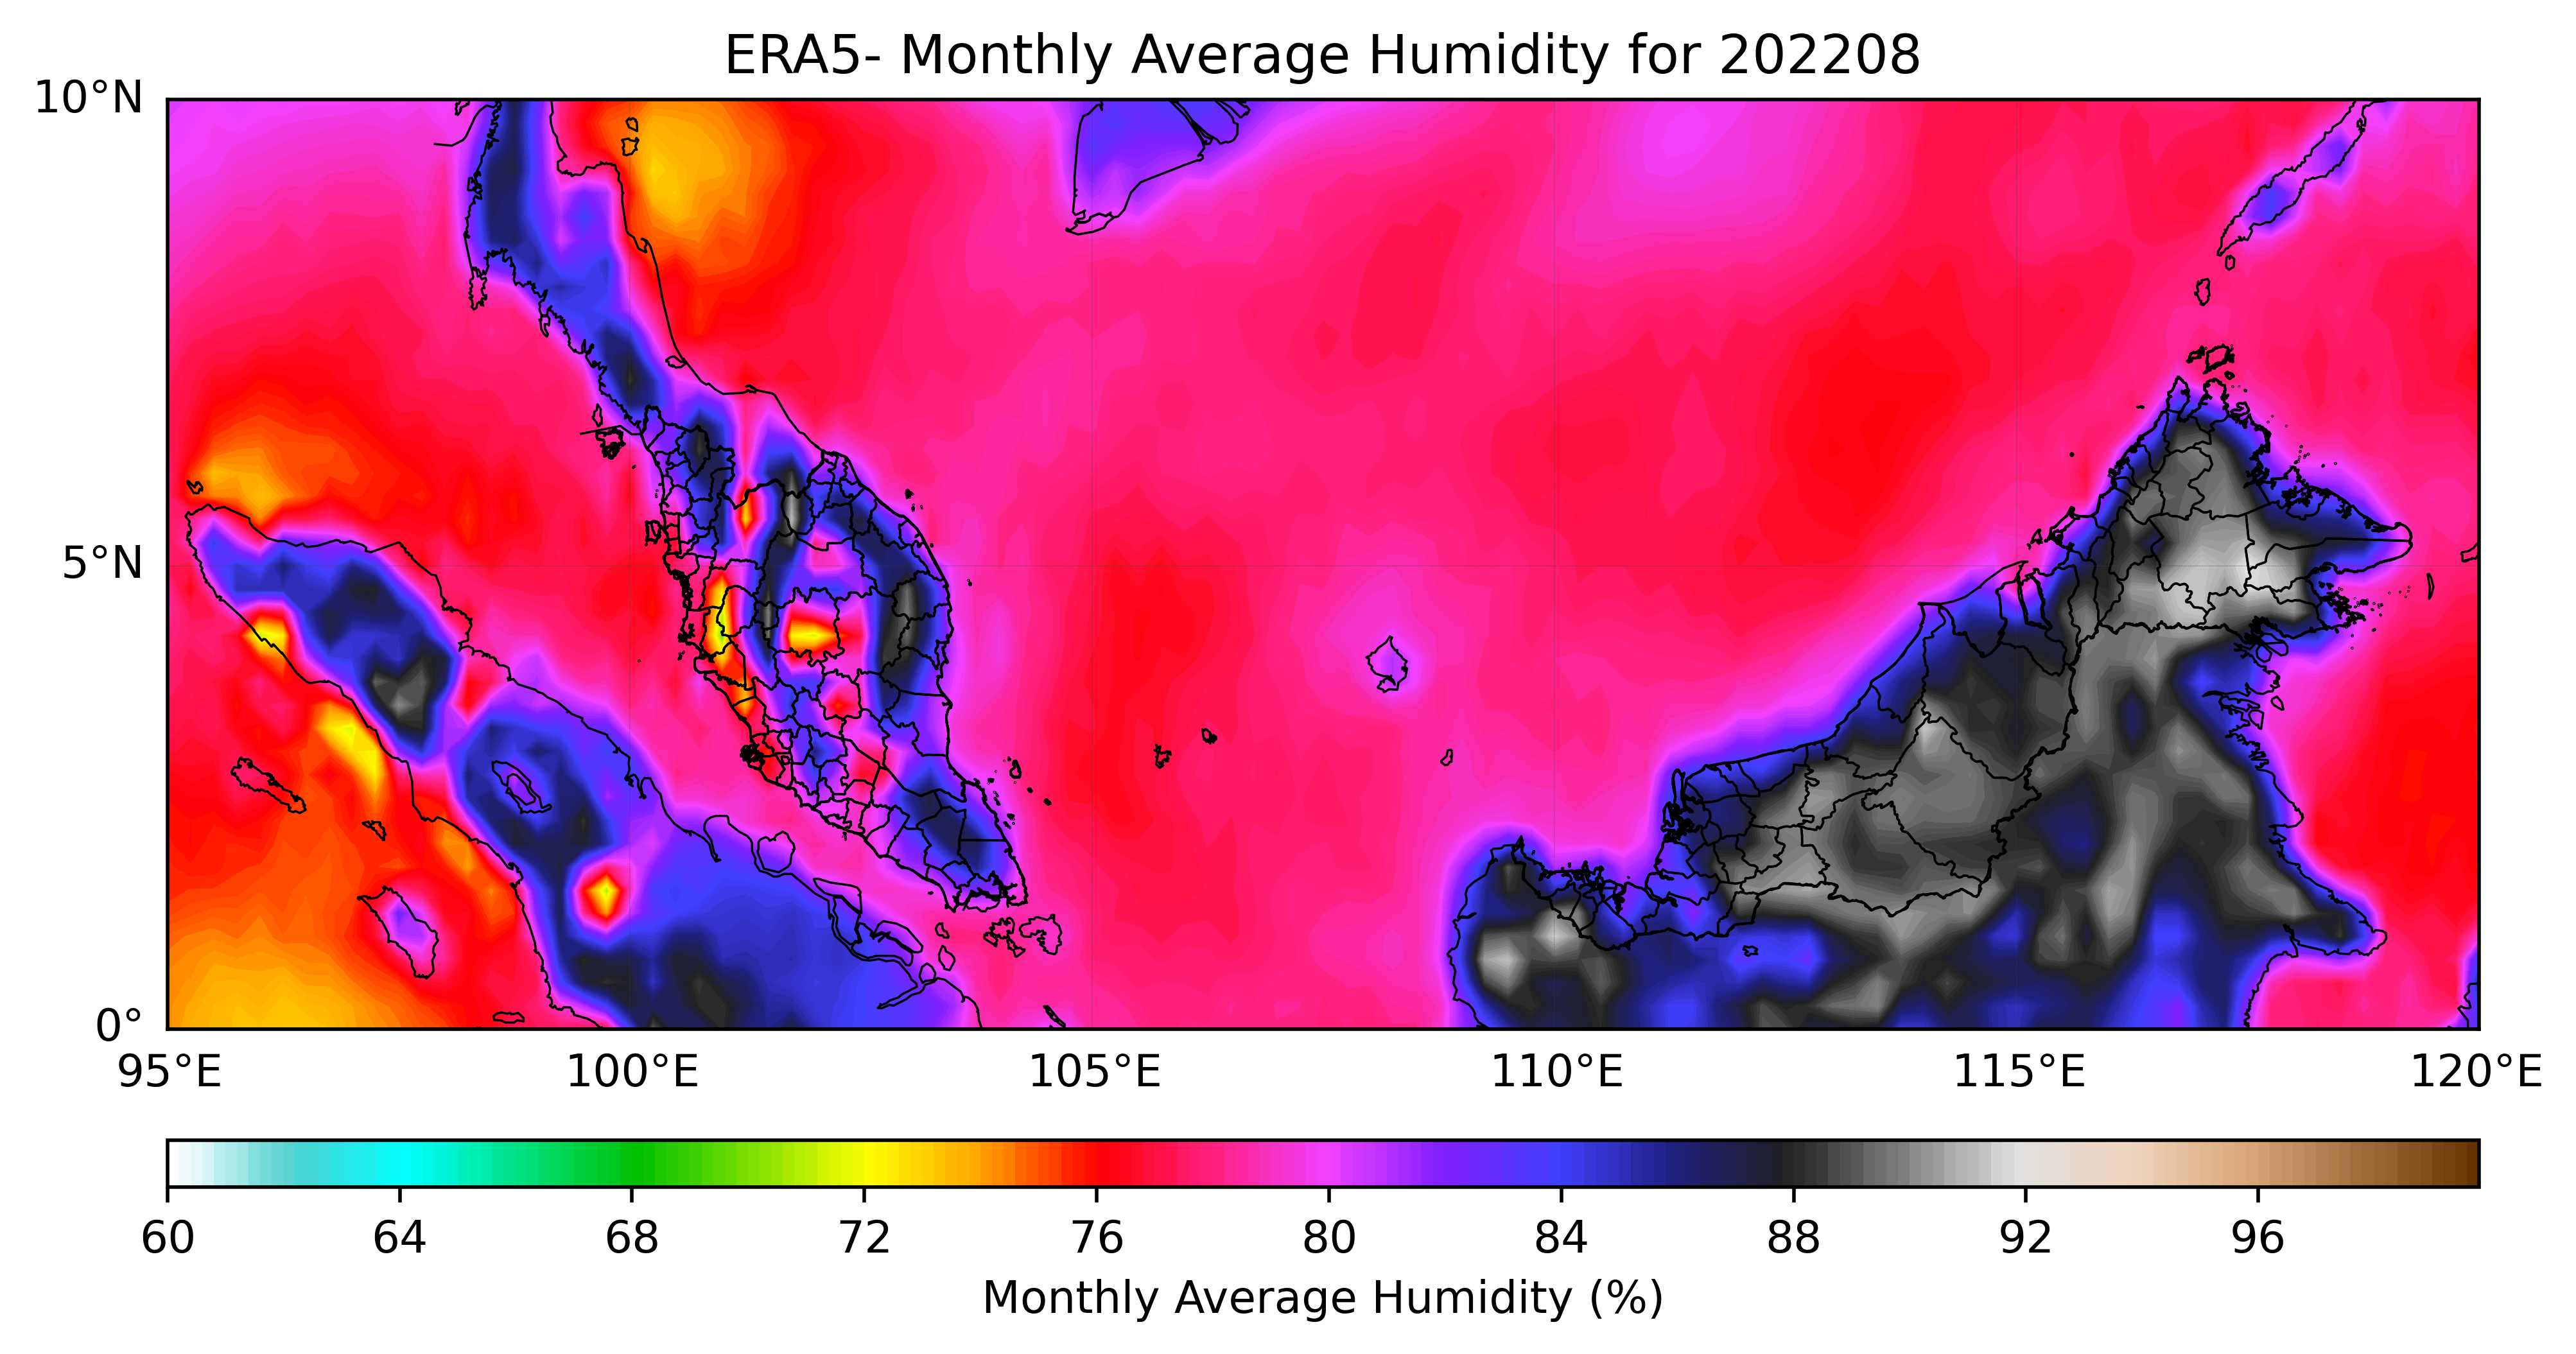 ERA5- Monthly Average Humidity for 202208
10°N
5°N
0°
95°E 100°E 105°E 110°E 115°E 120°E
60 64 68 72 76 80 84 88 92 96
Monthly Average Humidity (%)